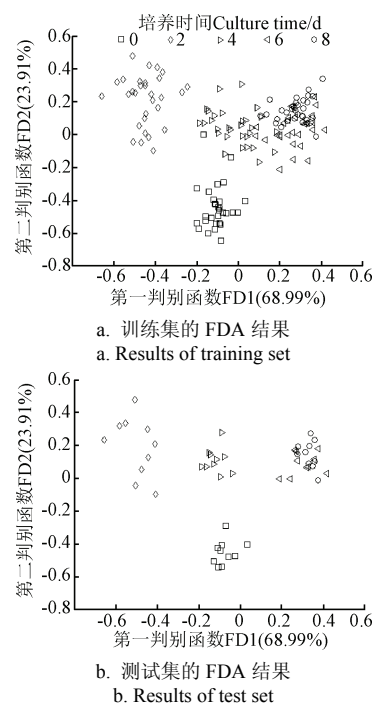 培养时间Culture time/d
□ 0 ◇ 2 ▷ 4 ◁ 6 ○ 8
第二判别函数FD2(23.91%)
0.6
0.4
0.2
0
-0.2
-0.4
-0.6
-0.8
-0.6 -0.4 -0.2 0 0.2 0.4 0.6
第一判别函数FD1(68.99%)
a. 训练集的 FDA 结果
a. Results of training set
第二判别函数FD2(23.91%)
0.6
0.4
0.2
0
-0.2
-0.4
-0.6
-0.8
-0.6 -0.4 -0.2 0 0.2 0.4 0.6
第一判别函数FD1(68.99%)
b. 测试集的 FDA 结果
b. Results of test set